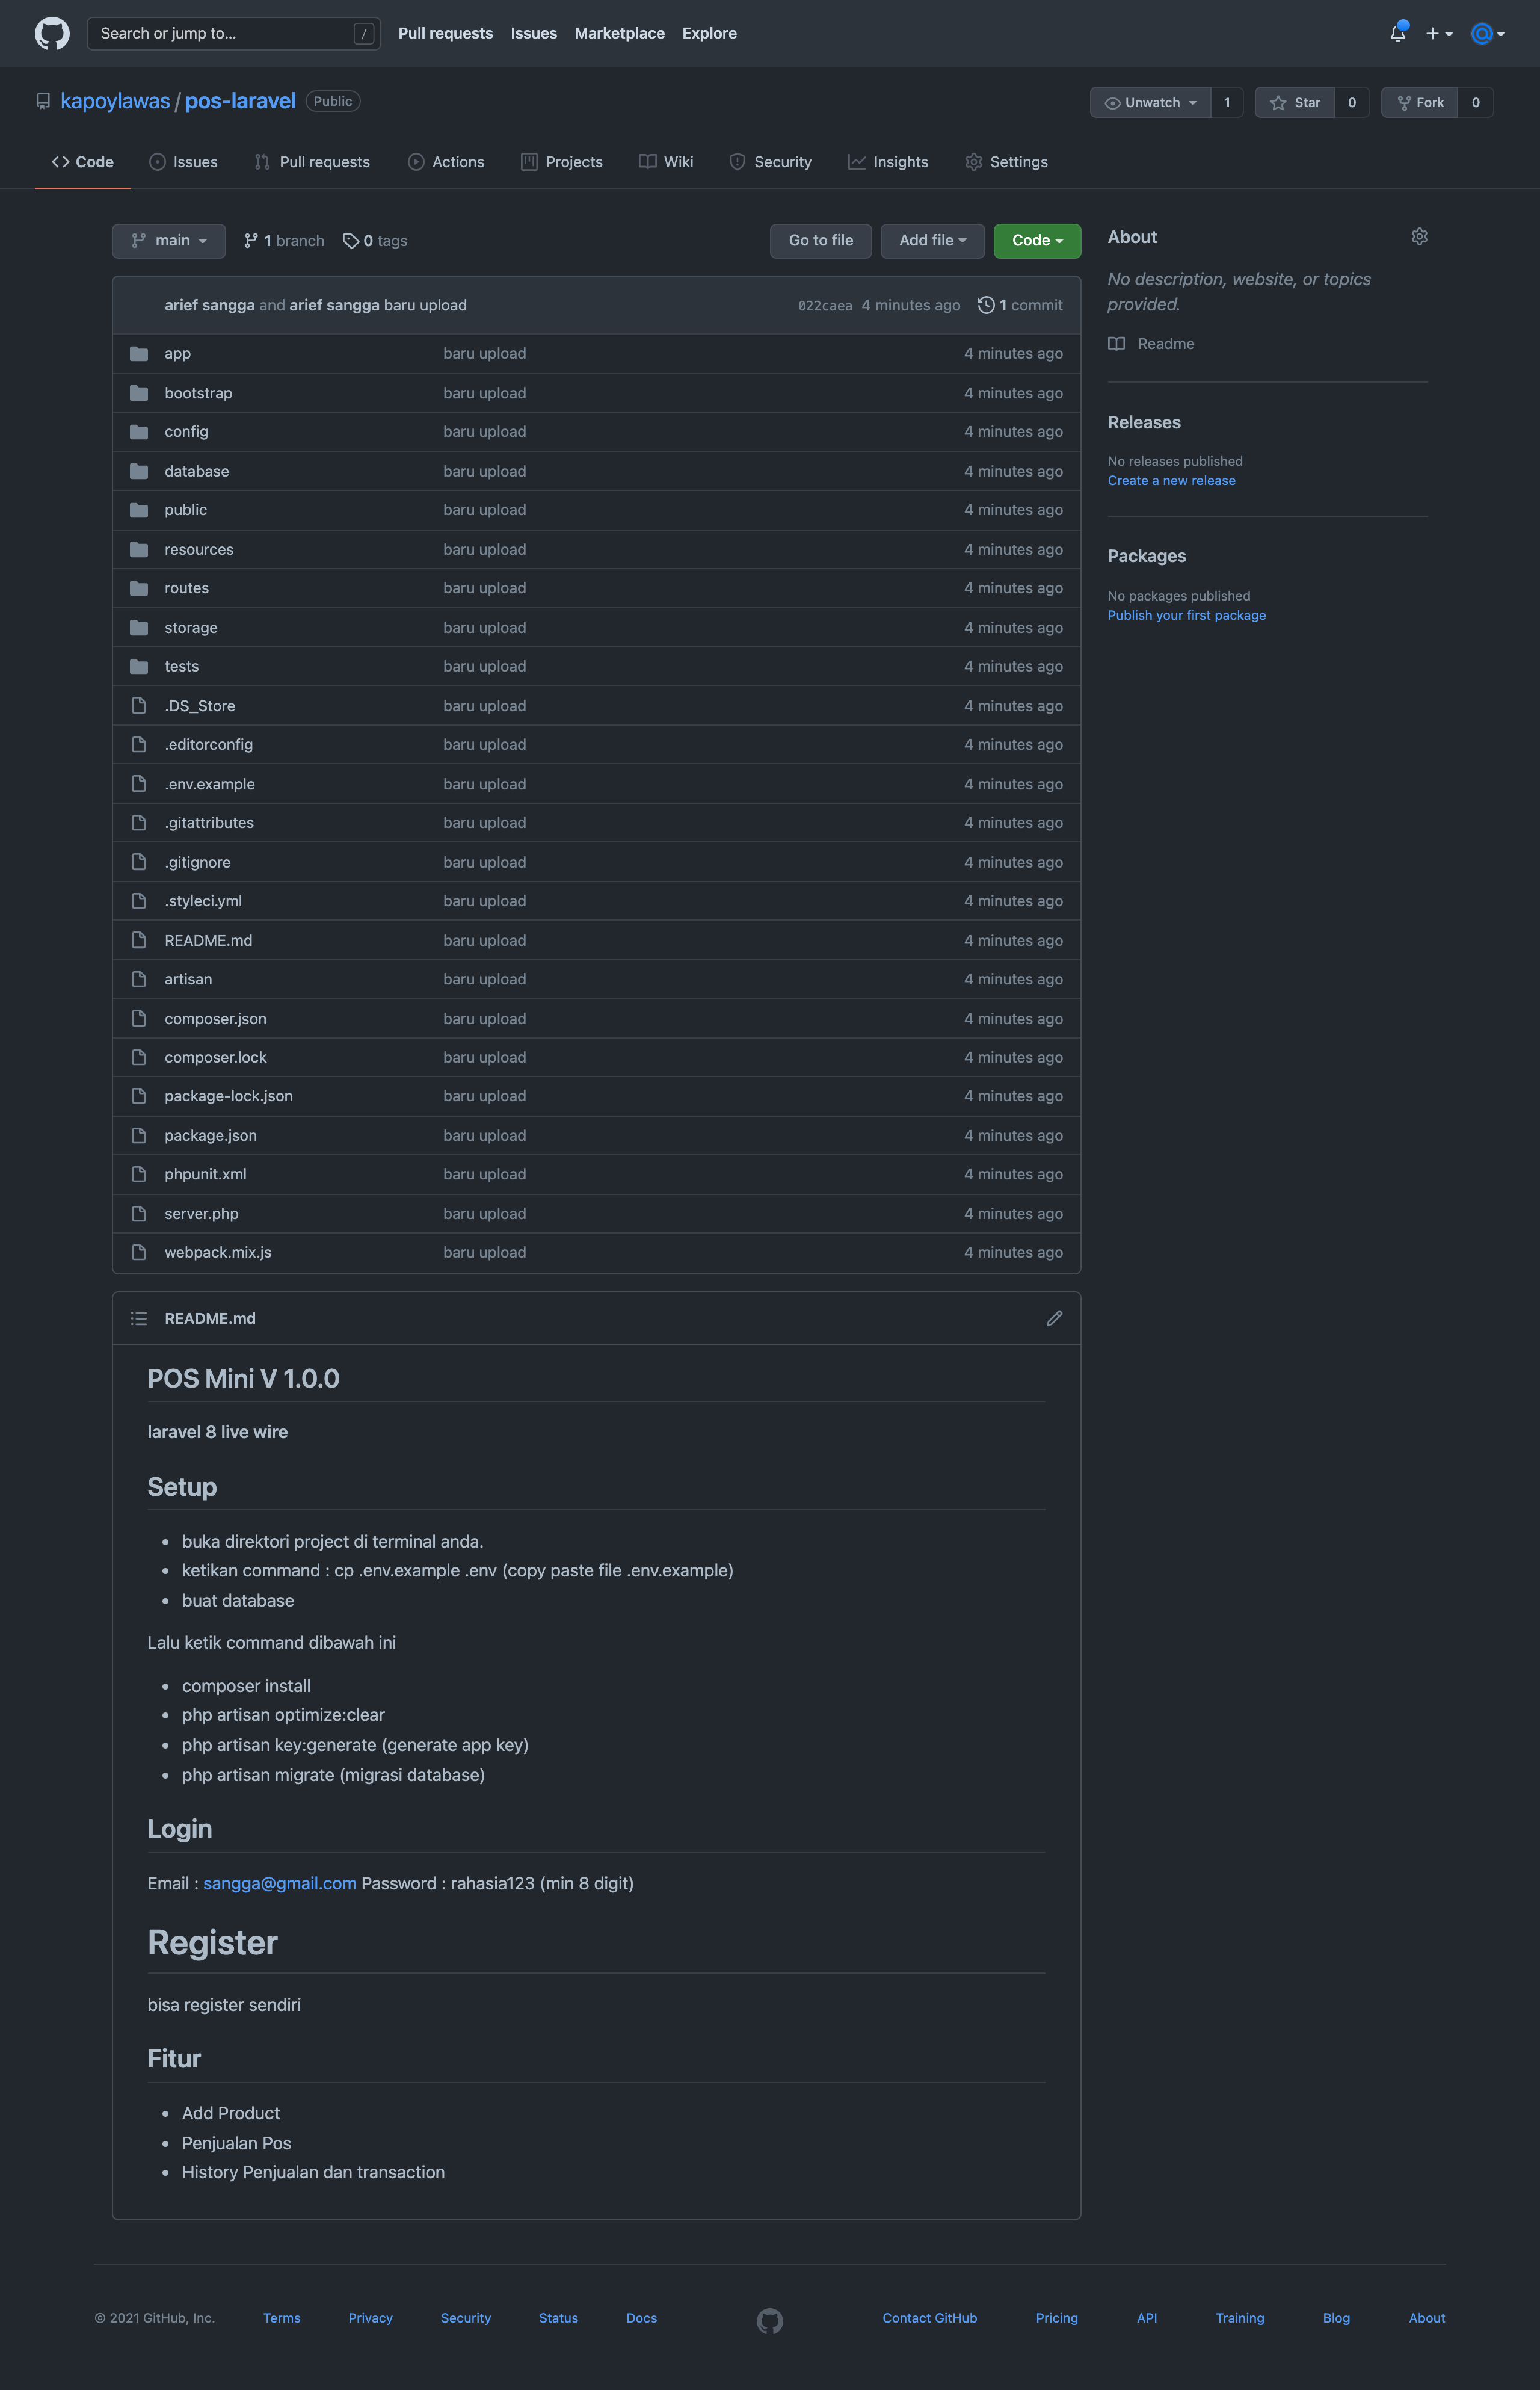 Search or jump to... /
Pull requests Issues Marketplace Explore
kapoylawas / pos-laravel Public
Unwatch 1 Star 0 Fork 0
Code Issues Pull requests Actions Projects Wiki Security Insights Settings
main 1 branch 0 tags
Go to file Add file Code
arief sangga and arief sangga baru upload 022caea 4 minutes ago 1 commit
app baru upload 4 minutes ago
bootstrap baru upload 4 minutes ago
config baru upload 4 minutes ago
database baru upload 4 minutes ago
public baru upload 4 minutes ago
resources baru upload 4 minutes ago
routes baru upload 4 minutes ago
storage baru upload 4 minutes ago
tests baru upload 4 minutes ago
.DS_Store baru upload 4 minutes ago
.editorconfig baru upload 4 minutes ago
.env.example baru upload 4 minutes ago
.gitattributes baru upload 4 minutes ago
.gitignore baru upload 4 minutes ago
.styleci.yml baru upload 4 minutes ago
README.md baru upload 4 minutes ago
artisan baru upload 4 minutes ago
composer.json baru upload 4 minutes ago
composer.lock baru upload 4 minutes ago
package-lock.json baru upload 4 minutes ago
package.json baru upload 4 minutes ago
phpunit.xml baru upload 4 minutes ago
server.php baru upload 4 minutes ago
webpack.mix.js baru upload 4 minutes ago
About
No description, website, or topics
provided.
Readme
Releases
No releases published
Create a new release
Packages
No packages published
Publish your first package
README.md
POS Mini V 1.0.0
laravel 8 live wire
Setup
• buka direktori project di terminal anda.
• ketikan command : cp .env.example .env (copy paste file .env.example)
• buat database
Lalu ketik command dibawah ini
• composer install
• php artisan optimize:clear
• php artisan key:generate (generate app key)
• php artisan migrate (migrasi database)
Login
Email : sangga@gmail.com Password : rahasia123 (min 8 digit)
Register
bisa register sendiri
Fitur
• Add Product
• Penjualan Pos
• History Penjualan dan transaction
© 2021 GitHub, Inc. Terms Privacy Security Status Docs Contact GitHub Pricing API Training Blog About